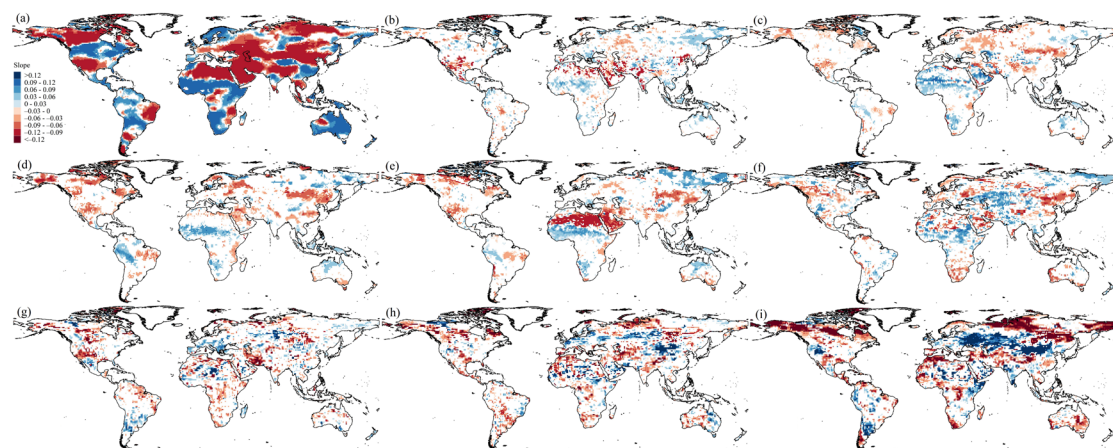 (a)
(b)
(c)
Slope
>0.12
0.09 - 0.12
0.06 - 0.09
0.03 - 0.06
0 - 0.03
−0.03 - 0
−0.06 - −0.03
−0.09 - −0.06
−0.12 - −0.09
<-0.12
(d)
(e)
(f)
(g)
(h)
(i)